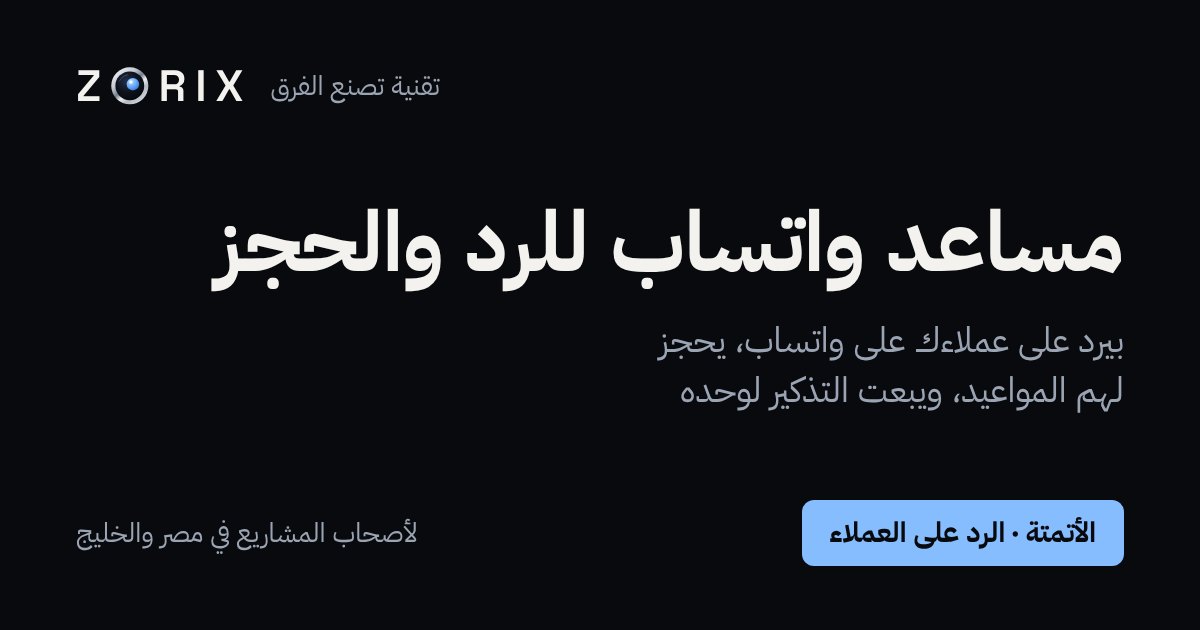 ZORIX تقنية تصنع الفرق
مساعد واتساب للرد والحجز
بيرد على عملاءك على واتساب، يحجز
لهم المواعيد، ويبعت التذكير لوحده
الأتمتة · الرد على العملاء
لأصحاب المشاريع في مصر والخليج